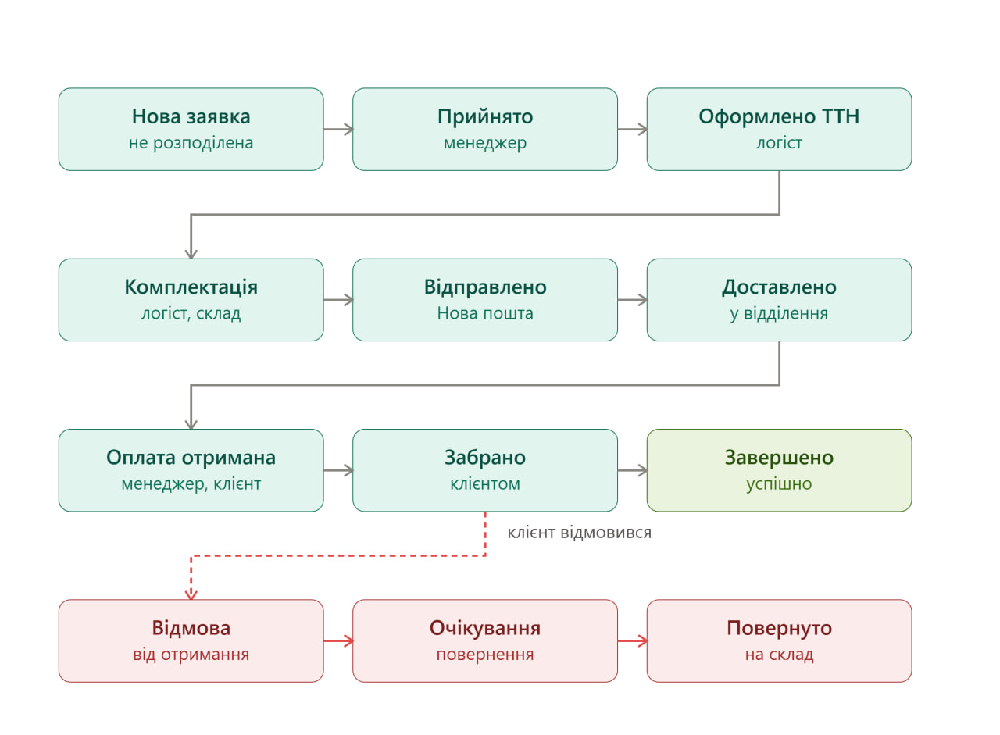 Нова заявка
не розподілена
Прийнято
менеджер
Оформлено ТТН
логіст
Комплектація
логіст, склад
Відправлено
Нова пошта
Доставлено
у відділення
Оплата отримана
менеджер, клієнт
Забрано
клієнтом
Завершено
успішно
клієнт відмовився
Відмова
від отримання
Очікування
повернення
Повернуто
на склад